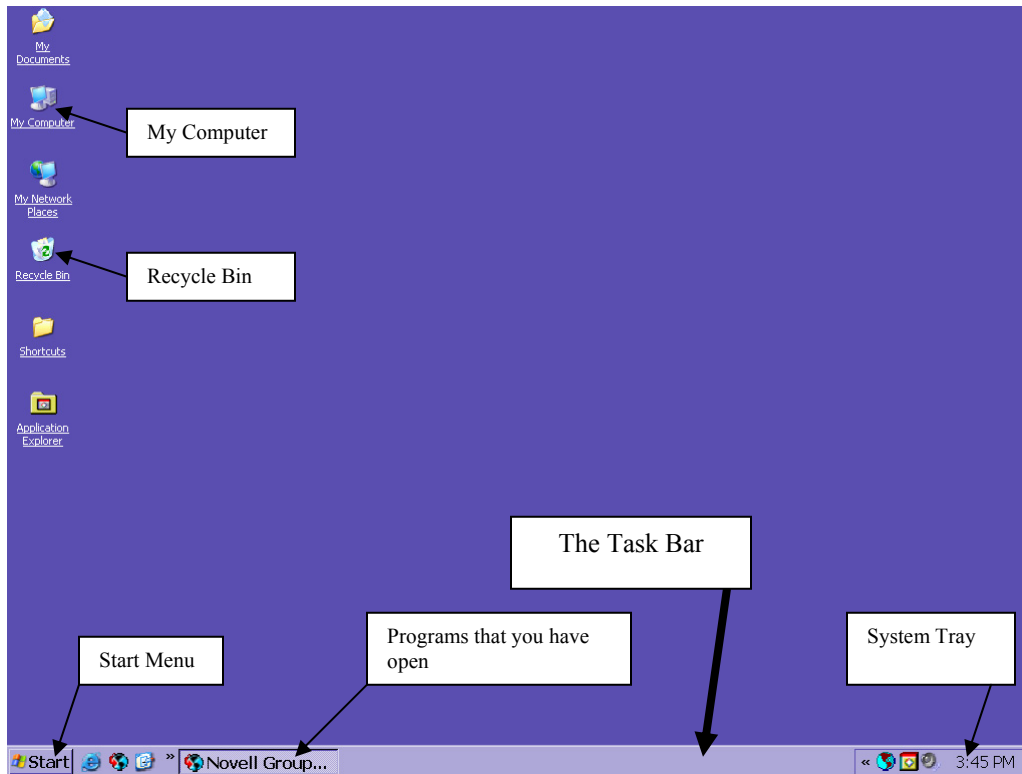 My
Documents
My Computer
My Computer
My Network
Places
Recycle Bin
Recycle Bin
Shortcuts
Application
Explorer
The Task Bar
Programs that you have
open
System Tray
Start Menu
Start
»
Novell Group...
«
3:45 PM